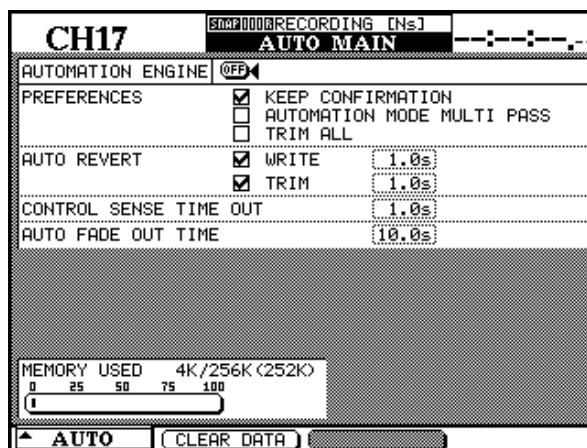 CH17
SNAP000RECORDING [Ns]
AUTO MAIN
--:--:--.-
AUTOMATION ENGINE OFF
PREFERENCES
KEEP CONFIRMATION
AUTOMATION MODE MULTI PASS
TRIM ALL
AUTO REVERT WRITE 1.0s
TRIM 1.0s
CONTROL SENSE TIME OUT 1.0s
AUTO FADE OUT TIME 10.0s
MEMORY USED 4K/256K(252K)
0 25 50 75 100
AUTO CLEAR DATA